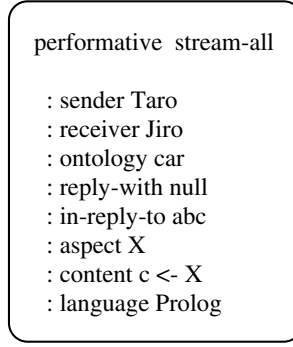 performative stream-all
: sender Taro
: receiver Jiro
: ontology car
: reply-with null
: in-reply-to abc
: aspect X
: content c <- X
: language Prolog